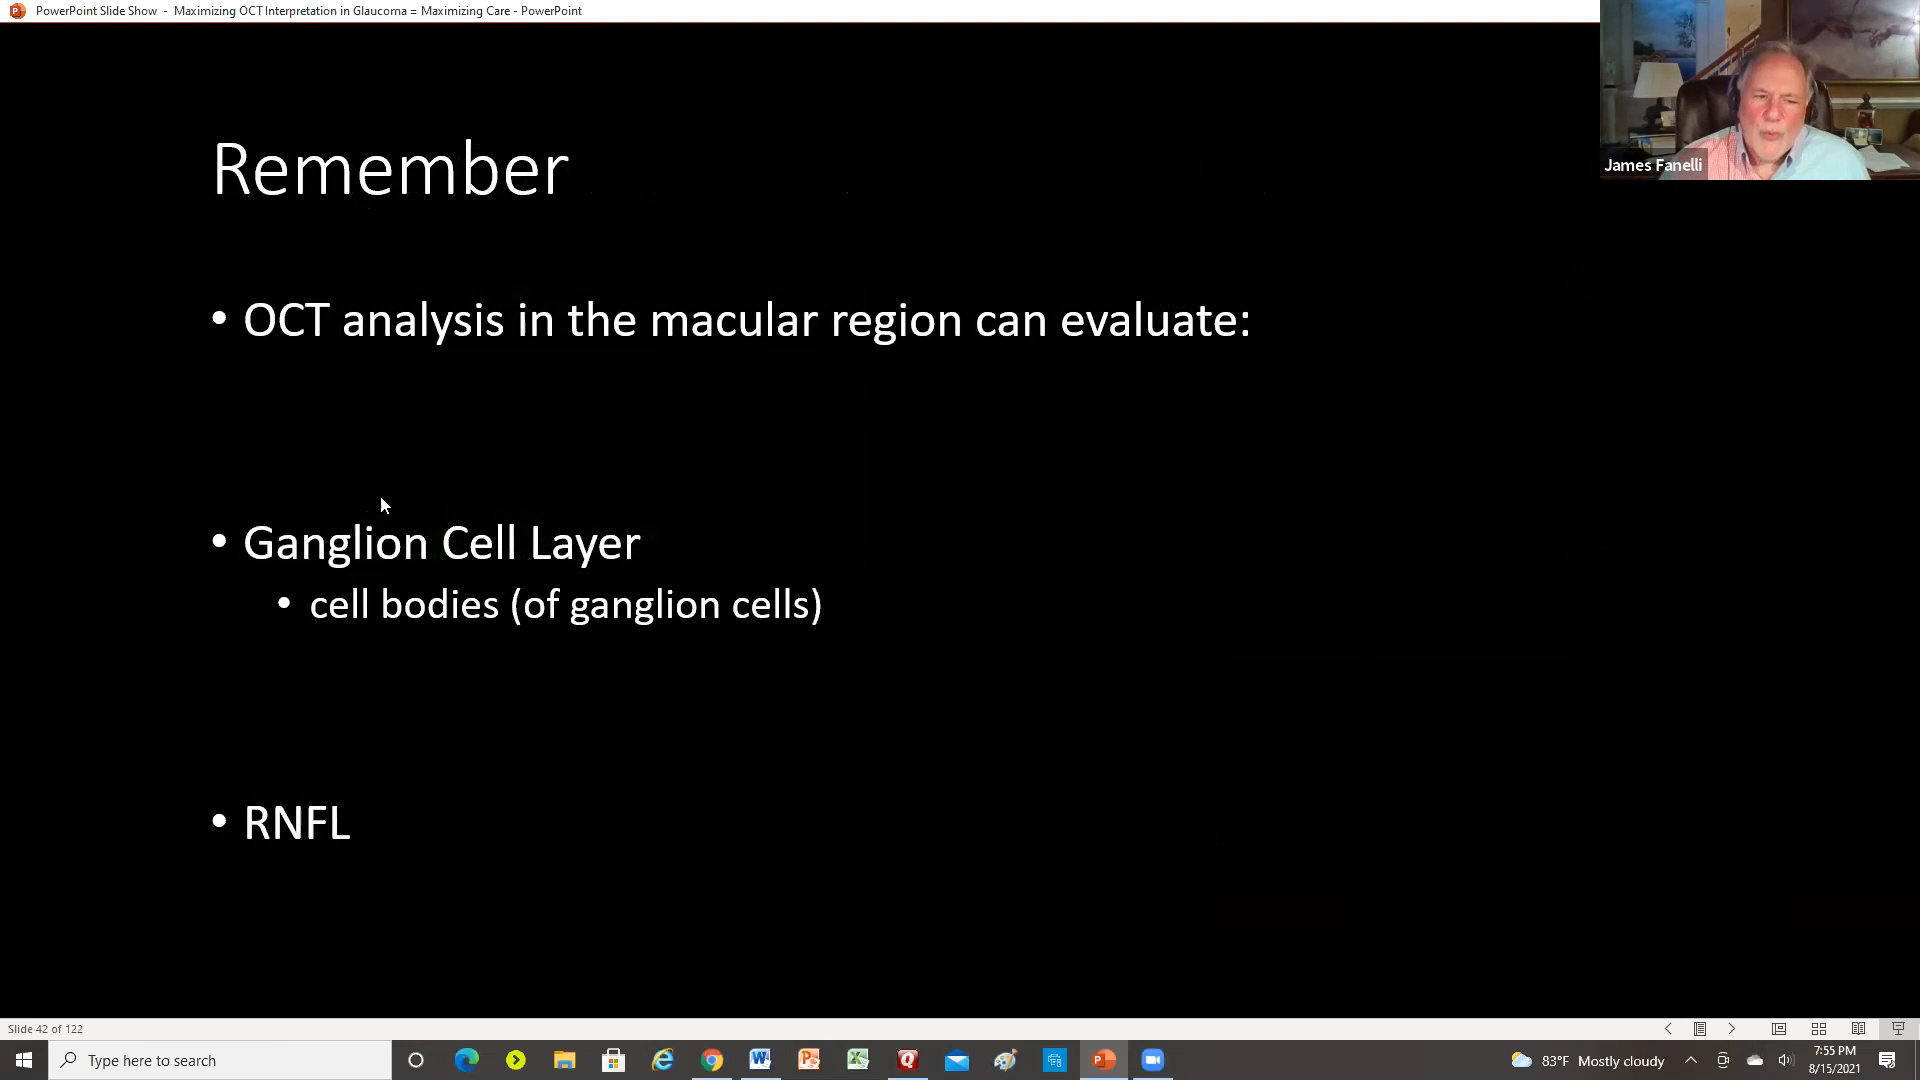 PowerPoint Slide Show - Maximizing OCT Interpretation in Glaucoma = Maximizing Care - PowerPoint
James Fanelli
Remember
• OCT analysis in the macular region can evaluate:
• Ganglion Cell Layer
• cell bodies (of ganglion cells)
• RNFL
Slide 42 of 122
Type here to search
83°F Mostly cloudy
7:55 PM
8/15/2021